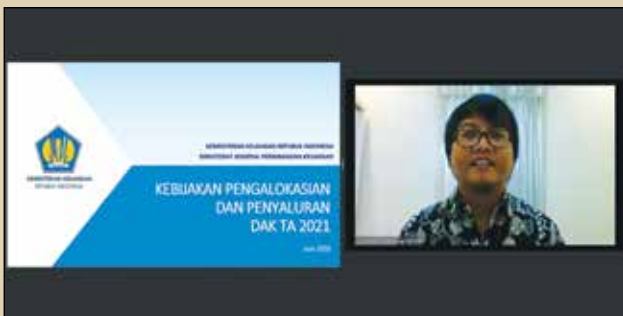 KEMENTERIAN KEUANGAN REPUBLIK INDONESIA
DIREKTORAT JENDERAL PERIMBANGAN KEUANGAN
KEMENTERIAN KEUANGAN
REPUBLIK INDONESIA
KEBIJAKAN PENGALOKASIAN
DAN PENYALURAN
DAK TA 2021